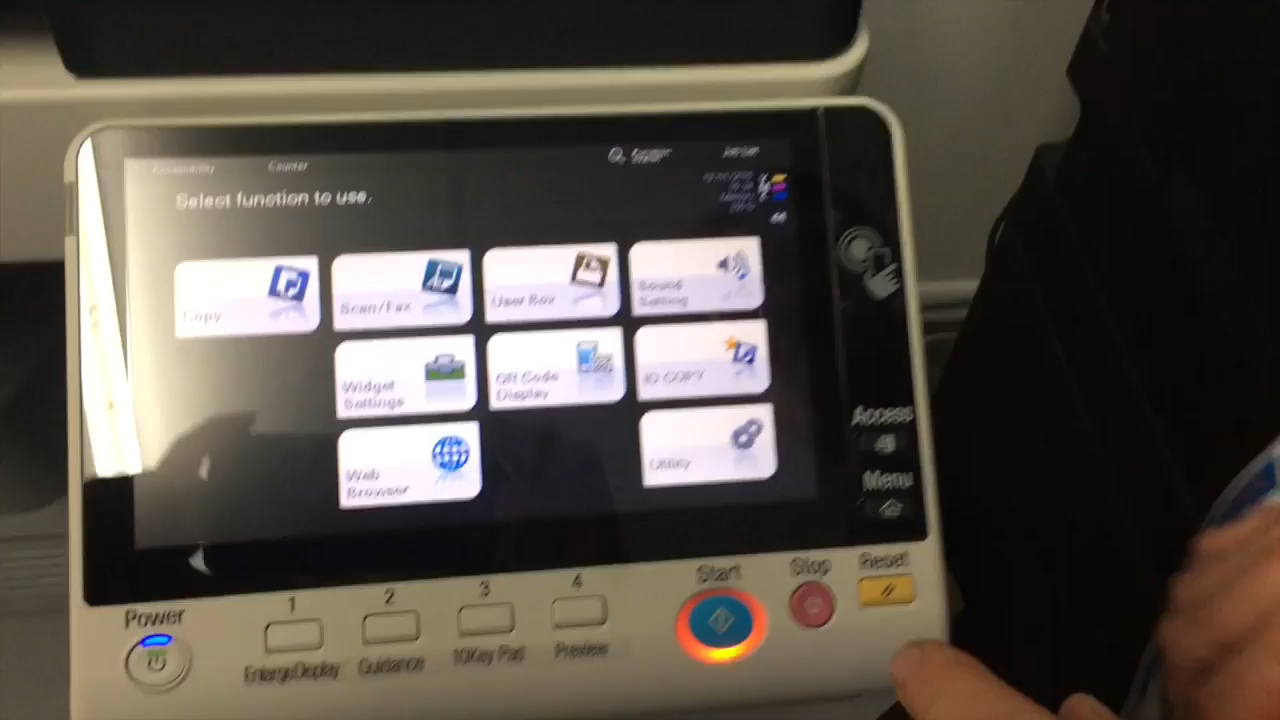 Accessibility Counter
Select function to use.
Copy
Scan/Fax
User Box
Sound
Setting
Widget
Settings
QR Code
Display
ID COPY
Web
Browser
Utility
Access
Menu
Power
1
2
3
4
Enlarge Display
Guidance
10Key Pad
Preview
Start
Stop
Reset